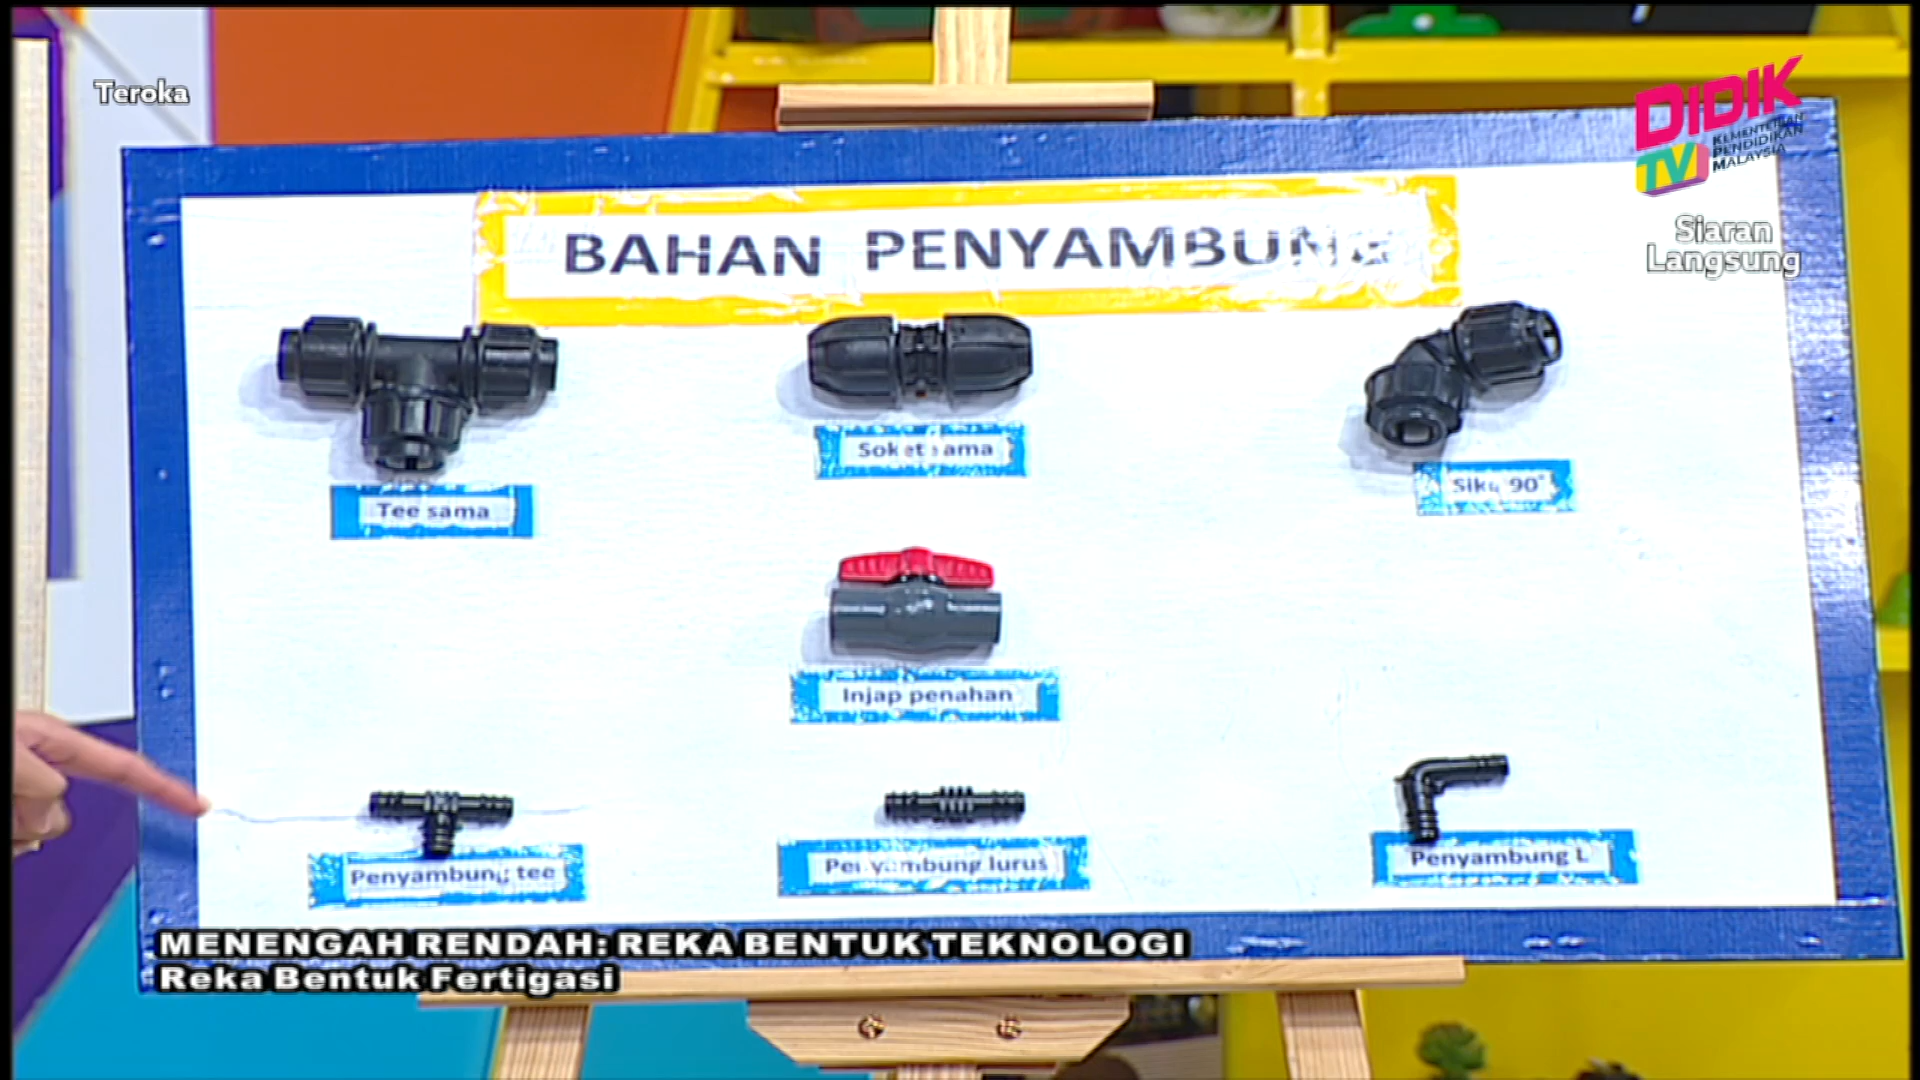 Teroka
DIDIK
TV
KEMENTERIAN
PENDIDIKAN
MALAYSIA
Siaran
Langsung
BAHAN PENYAMBUNG
Tee sama
Soket sama
Siku 90°
Injap penahan
Penyambung tee
Penyambung lurus
Penyambung L
MENENGAH RENDAH: REKA BENTUK TEKNOLOGI
Reka Bentuk Fertigasi